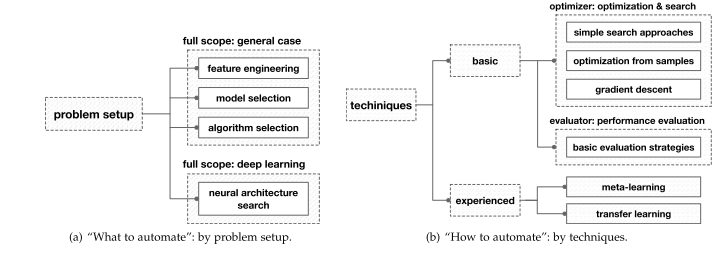 full scope: general case
feature engineering
model selection
algorithm selection
problem setup
full scope: deep learning
neural architecture
search
(a) “What to automate”: by problem setup.
optimizer: optimization & search
simple search approaches
optimization from samples
gradient descent
basic
techiniques
evaluator: performance evaluation
basic evaluation strategies
experienced
meta-learning
transfer learning
(b) “How to automate”: by techniques.